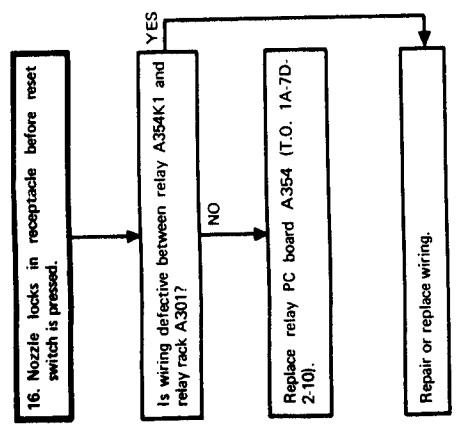 16. Nozzle locks in receptacle before reset
switch is pressed.
Is wiring defective between relay A354K1 and
relay rack A301?
YES
NO
Replace relay PC board A354 (T.O. 1A-7D-
2-10).
Repair or replace wiring.